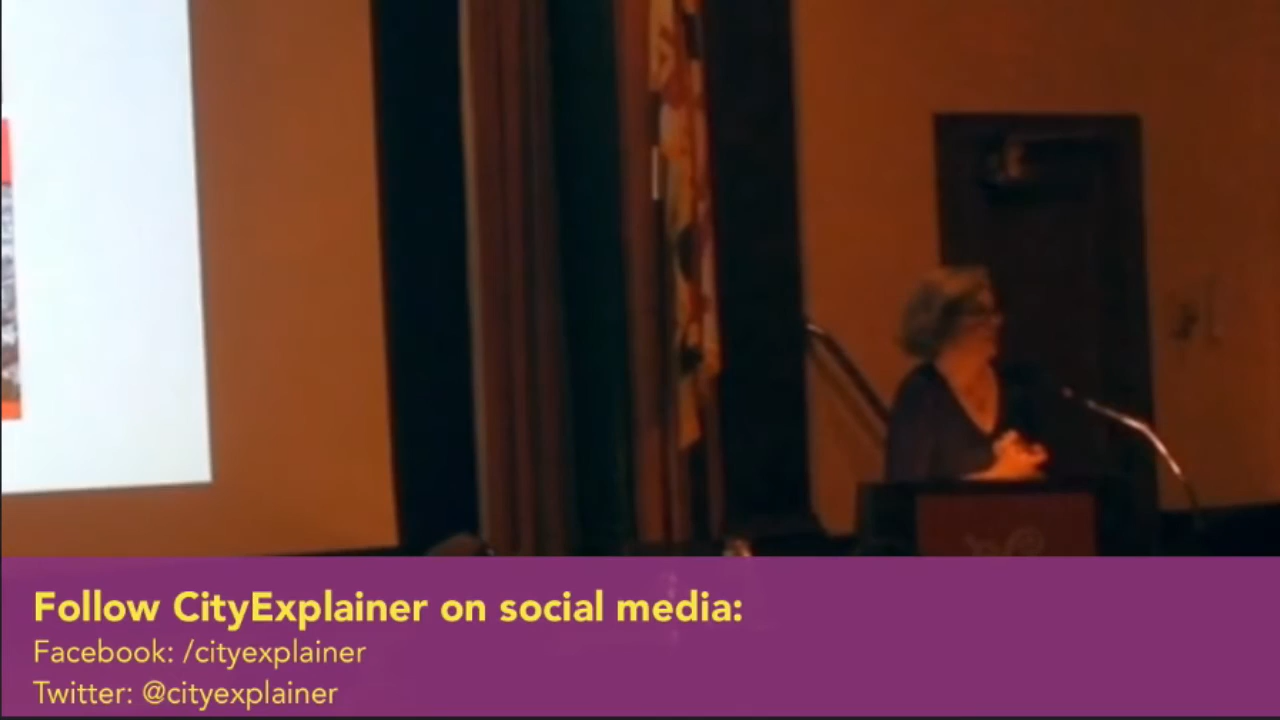 Follow CityExplainer on social media:
Facebook: /cityexplainer
Twitter: @cityexplainer